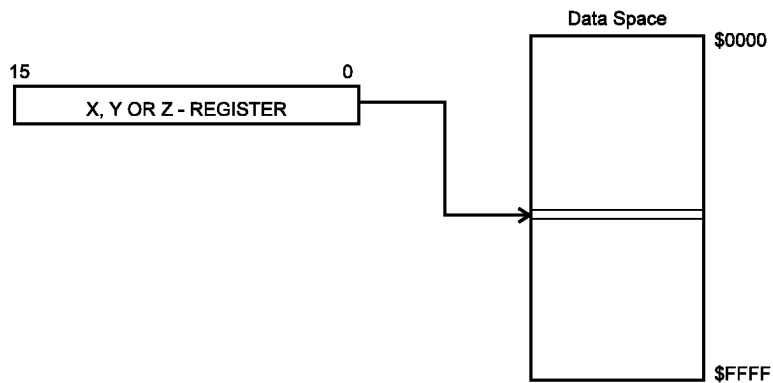 Data Space
$0000
15 0
X, Y OR Z - REGISTER
$FFFF